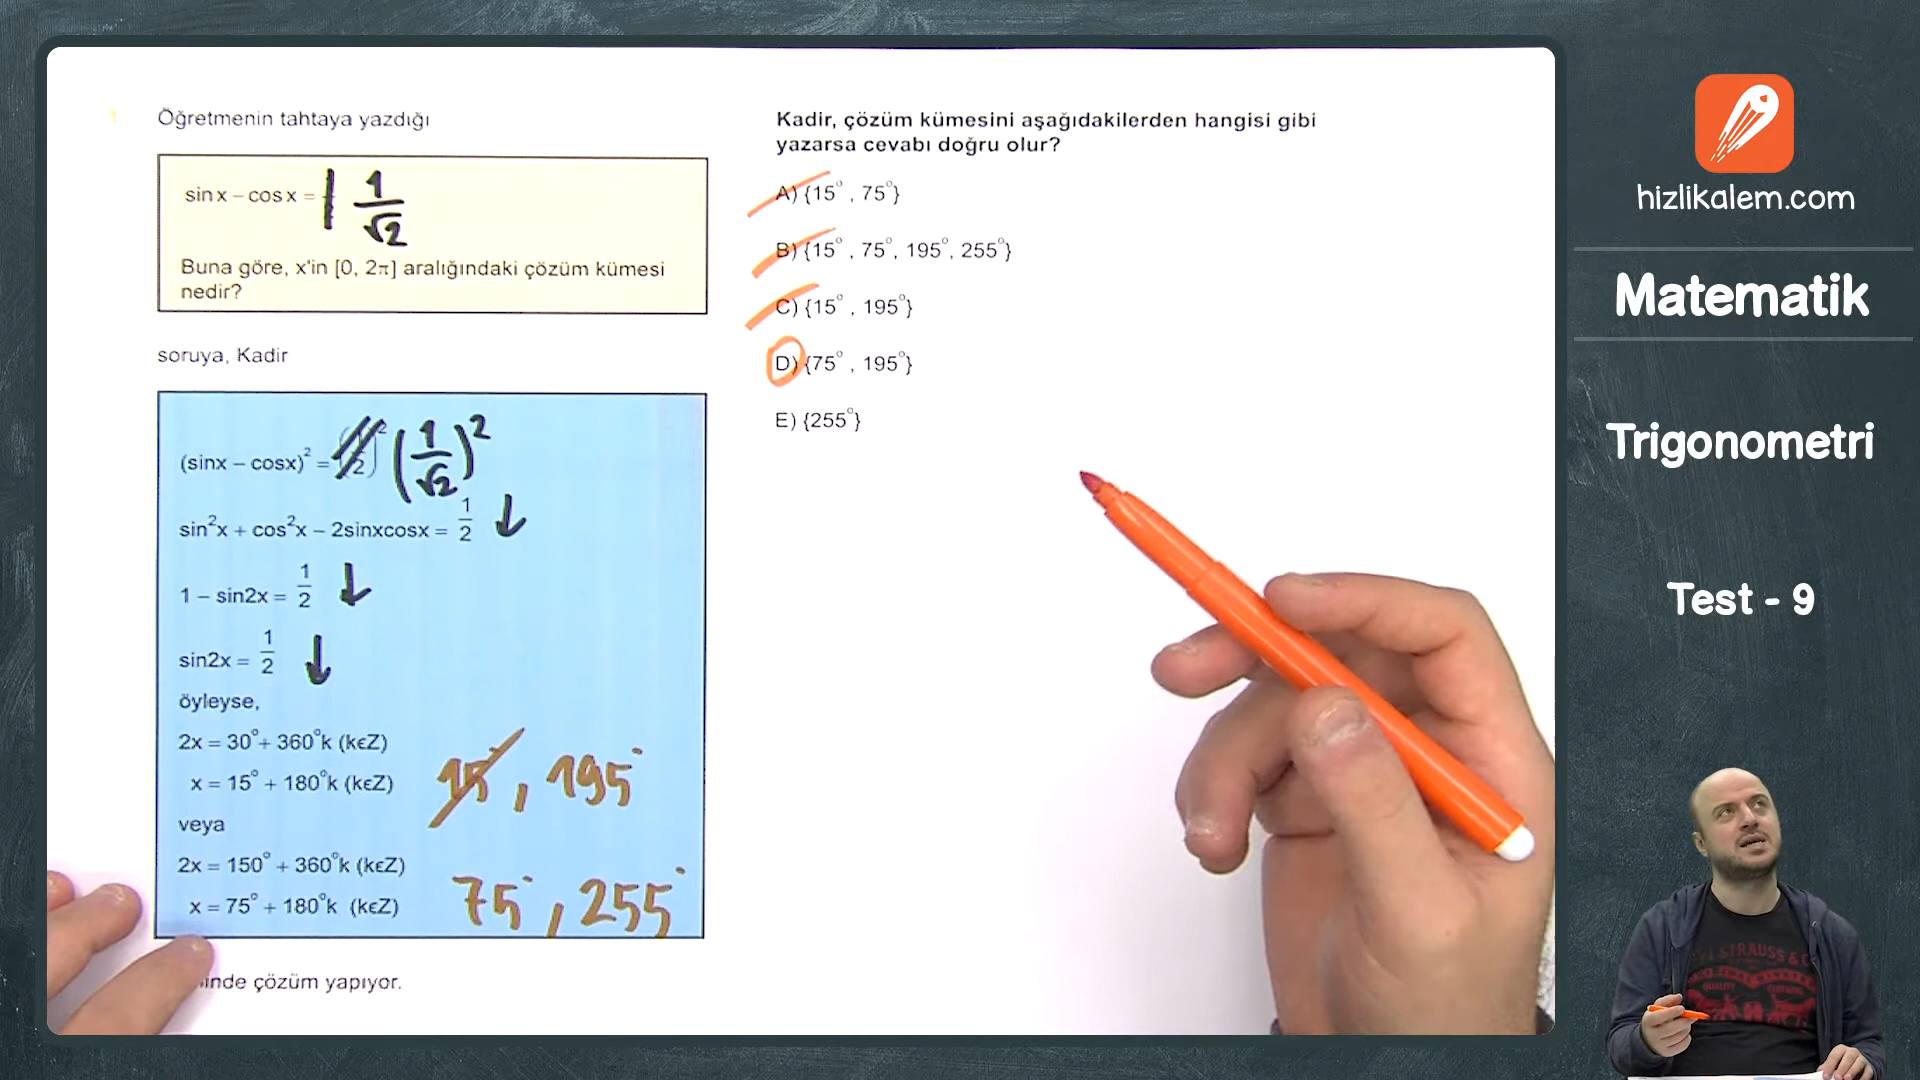 1
Öğretmenin tahtaya yazdığı
sin x – cos x = 1/√2
Buna göre, x'in [0, 2π] aralığındaki çözüm kümesi
nedir?
soruya, Kadir
(sinx – cosx)² = (1/√2)²
sin²x + cos²x – 2sinxcosx = 1/2 ↓
1 – sin2x = 1/2 ↓
sin2x = 1/2 ↓
öyleyse,
2x = 30° + 360°k (kϵZ)
x = 15° + 180°k (kϵZ) 15°, 195°
veya
2x = 150° + 360°k (kϵZ)
x = 75° + 180°k (kϵZ) 75°, 255°
inde çözüm yapıyor.
Kadir, çözüm kümesini aşağıdakilerden hangisi gibi
yazarsa cevabı doğru olur?
A) {15°, 75°}
B) {15°, 75°, 195°, 255°}
C) {15°, 195°}
D) {75°, 195°}
E) {255°}
hizlikalem.com
Matematik
Trigonometri
Test - 9
STRAUSS &
QUALITY CLOTHING